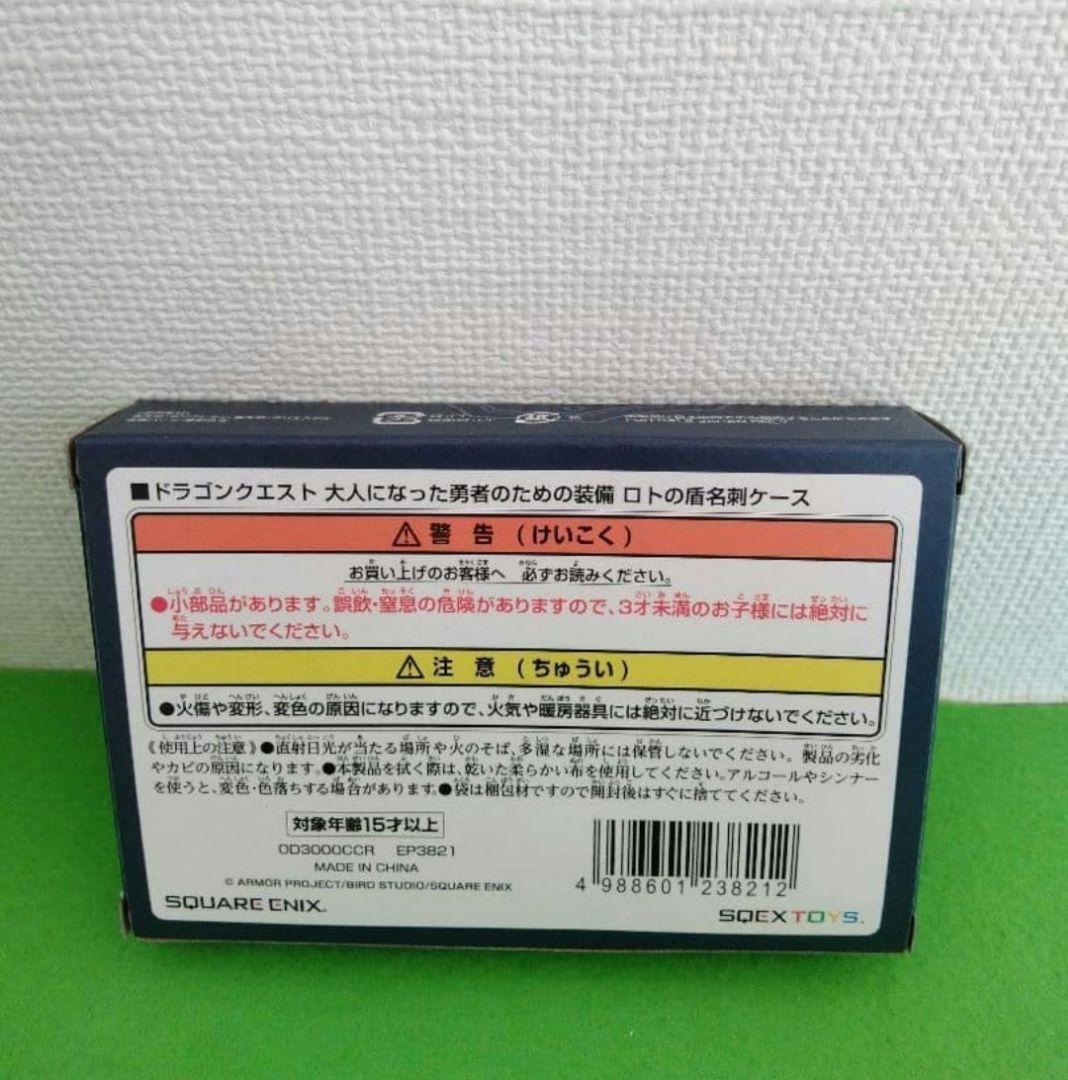 ■ドラゴンクエスト 大人になった勇者のための装備 ロトの盾名刺ケース
⚠警 告 (けいこく)
お買い上げのお客様へ 必ずお読みください。
●小部品があります。誤飲・窒息の危険がありますので、3才未満のお子様には絶対に
与えないでください。
⚠注 意 (ちゅうい)
●火傷や変形、変色の原因になりますので、火気や暖房器具には絶対に近づけないでください。
《使用上の注意》●直射日光が当たる場所や火のそば、多湿な場所には保管しないでください。製品の劣化
やカビの原因になります。●本製品を拭く際は、乾いた柔らかい布を使用してください。アルコールやシンナー
を使うと、変色・色落ちする場合があります。●袋は梱包材ですので開封後はすぐに捨ててください。
対象年齢15才以上
OD3000CCR EP3821
MADE IN CHINA
© ARMOR PROJECT/BIRD STUDIO/SQUARE ENIX
4 988601 238212
SQUARE ENIX.
SQEX TOYS.